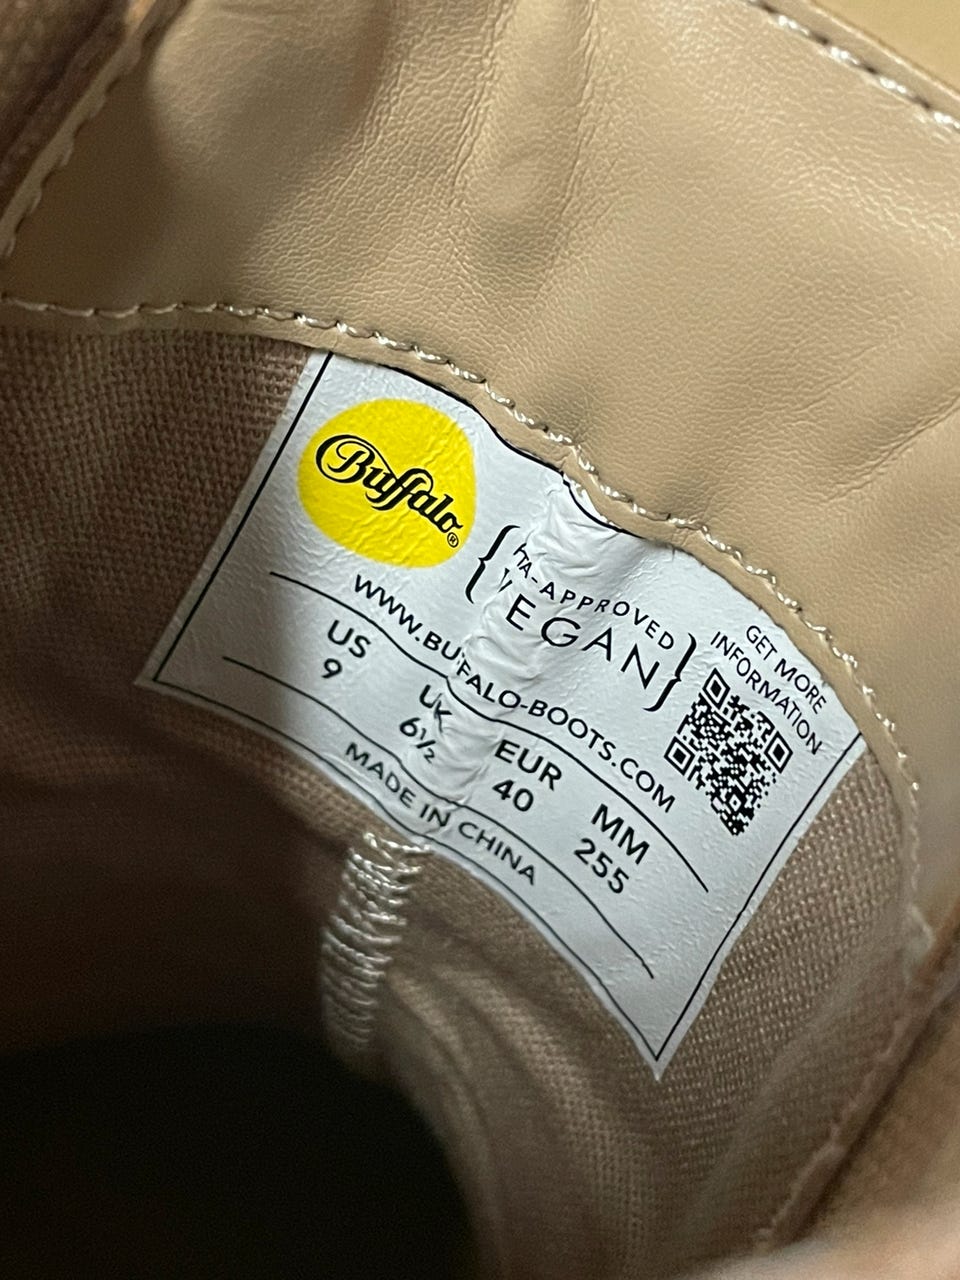 Buffalo®
{ PETA-APPROVED
VEGAN }
GET MORE
INFORMATION
WWW.BUFFALO-BOOTS.COM
US UK EUR MM
9 6½ 40 255
MADE IN CHINA